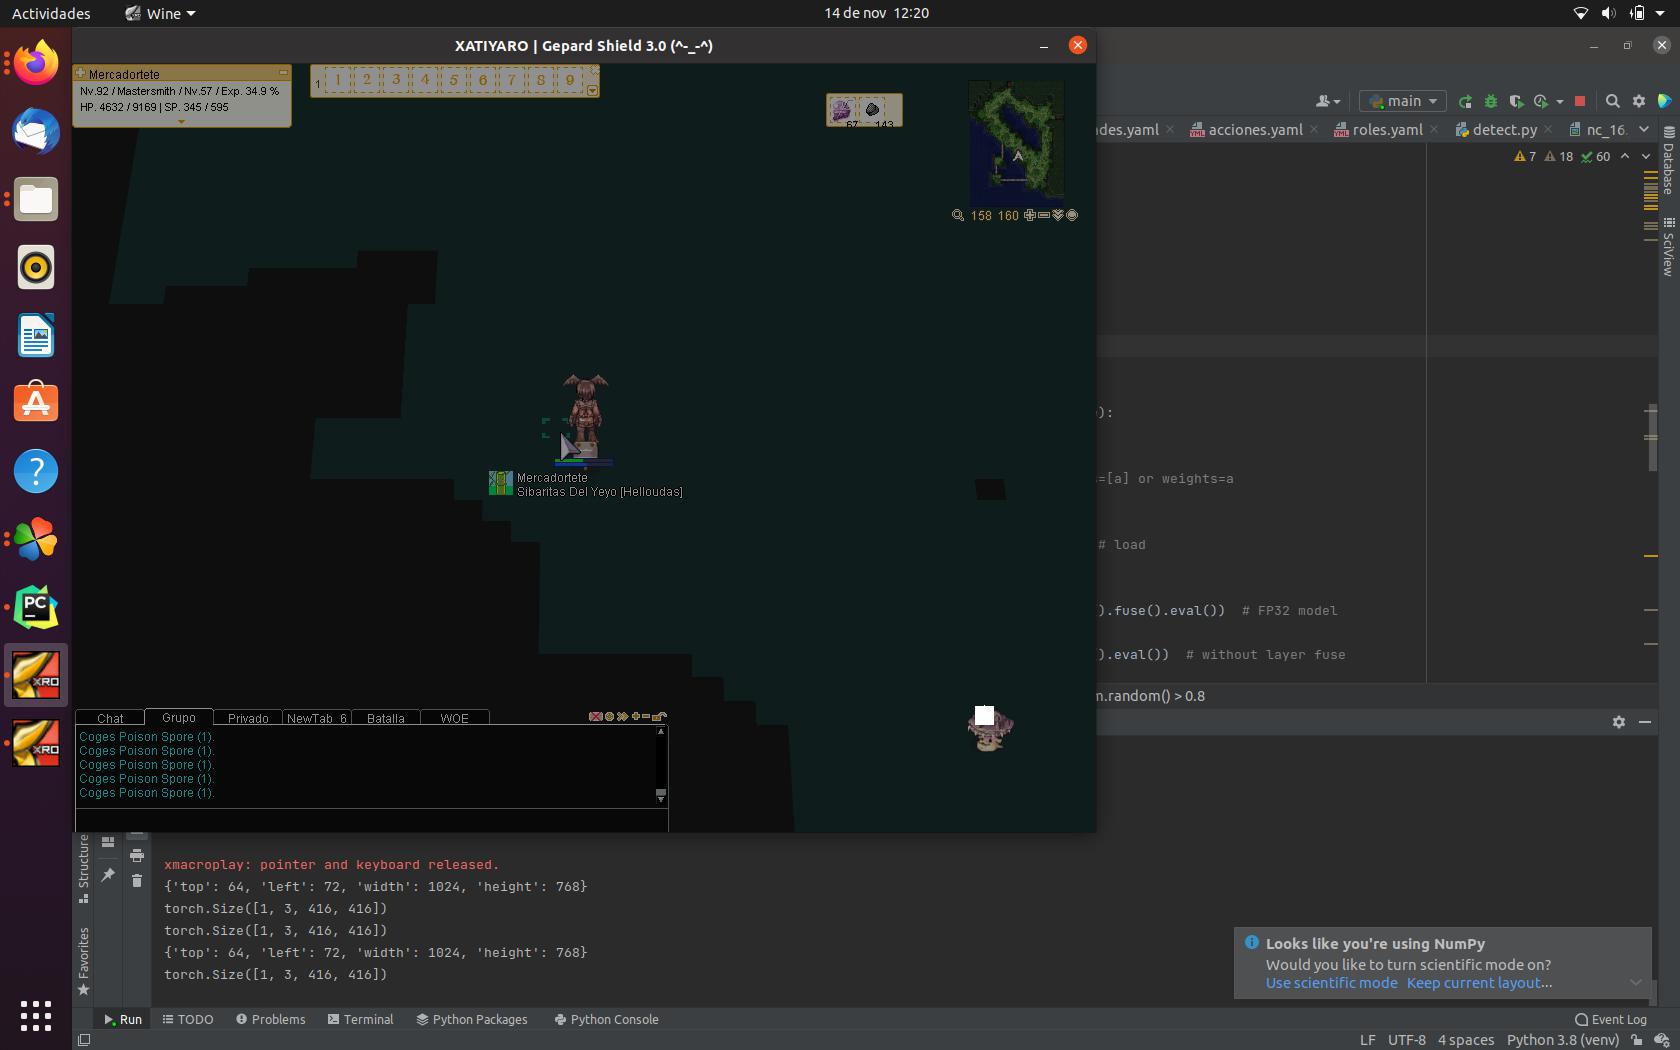 Actividades
Wine
14 de nov 12:20
XATIYARO | Gepard Shield 3.0 (^-_-^)
Mercadortete
Nv.92 / Mastersmith / Nv.57 / Exp. 34.9 %
HP. 4632 / 9169 | SP. 345 / 595
1 1 2 3 4 5 6 7 8 9
67 143
158 160
main
des.yaml
acciones.yaml
roles.yaml
detect.py
nc_16.
7 18 60
Database
SciView
):
=[a] or weights=a
# load
).fuse().eval()) # FP32 model
).eval()) # without layer fuse
m.random() > 0.8
Mercadortete
Sibaritas Del Yeyo [Helloudas]
Chat Grupo Privado NewTab_6 Batalla WOE
Coges Poison Spore (1).
Coges Poison Spore (1).
Coges Poison Spore (1).
Coges Poison Spore (1).
Coges Poison Spore (1).
PC
XRO
XRO
Structure
Favorites
xmacroplay: pointer and keyboard released.
{'top': 64, 'left': 72, 'width': 1024, 'height': 768}
torch.Size([1, 3, 416, 416])
torch.Size([1, 3, 416, 416])
{'top': 64, 'left': 72, 'width': 1024, 'height': 768}
torch.Size([1, 3, 416, 416])
Looks like you're using NumPy
Would you like to turn scientific mode on?
Use scientific mode Keep current layout...
Run TODO Problems Terminal Python Packages Python Console
Event Log
LF UTF-8 4 spaces Python 3.8 (venv)